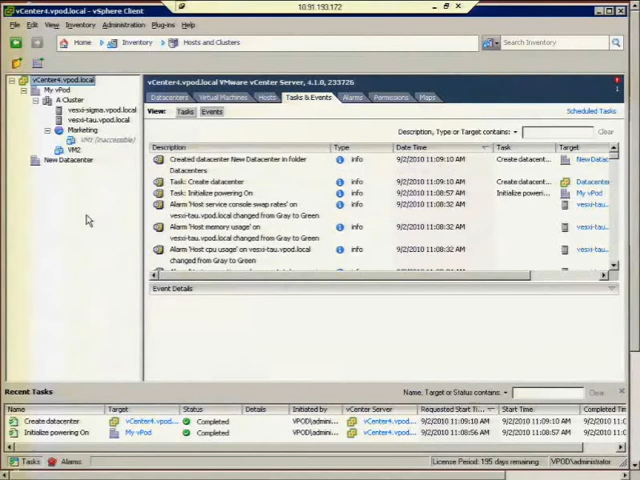 10.91.193.172
vCenter4.vpod.local - vSphere Client
File Edit View Inventory Administration Plug-ins Help
Home Inventory Hosts and Clusters Search Inventory
vCenter4.vpod.local
My vPod
A Cluster
vesxi-sigma.vpod.local
vesxi-tau.vpod.local
Marketing
VM1 (inaccessible)
VM2
New Datacenter
vCenter4.vpod.local VMware vCenter Server, 4.1.0, 233726
Datacenters Virtual Machines Hosts Tasks & Events Alarms Permissions Maps
View: Tasks Events Scheduled Tasks
Description, Type or Target contains: Clear
Description Type Date Time Task Target
Created datacenter New Datacenter in folder Datacenters info 9/2/2010 11:09:10 AM Create datacent... New Datac
Task: Create datacenter info 9/2/2010 11:09:10 AM Create datacent... Datacenter
Task: Initialize powering On info 9/2/2010 11:08:57 AM Initialize poweri... My vPod
Alarm 'Host service console swap rates' on info 9/2/2010 11:08:32 AM vesxi-tau...
vesxi-tau.vpod.local changed from Gray to Green
Alarm 'Host memory usage' on info 9/2/2010 11:08:32 AM vesxi-tau...
vesxi-tau.vpod.local changed from Gray to Green
Alarm 'Host cpu usage' on vesxi-tau.vpod.local info 9/2/2010 11:08:32 AM vesxi-tau...
changed from Gray to Green
Event Details
Recent Tasks Name, Target or Status contains: Clear
Name Target Status Details Initiated by vCenter Server Requested Start Ti... Start Time Completed Time
Create datacenter vCenter4.vpod... Completed VPOD\admini... vCenter4.vpod... 9/2/2010 11:09:10 AM 9/2/2010 11:09:10 AM 9/2/2010
Initialize powering On My vPod Completed VPOD\admini... vCenter4.vpod... 9/2/2010 11:08:56 AM 9/2/2010 11:08:57 AM 9/2/2010
Tasks Alarms License Period: 195 days remaining VPOD\administrator